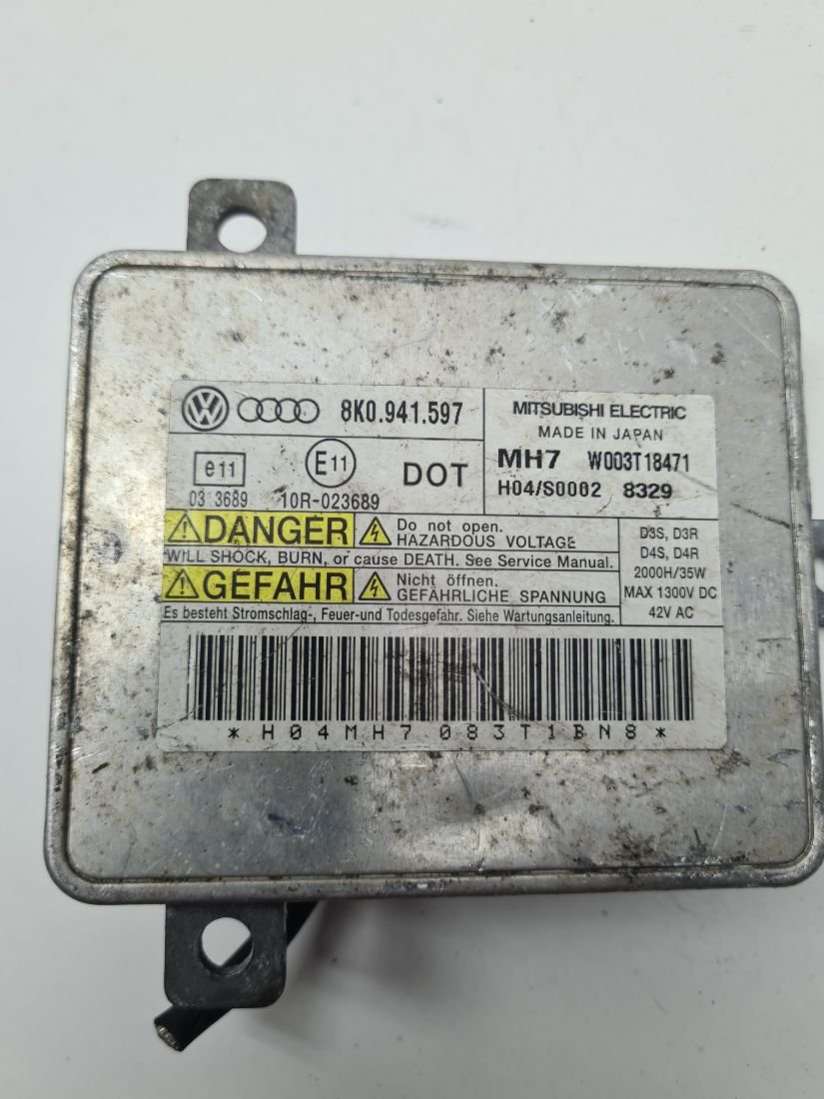 8K0.941.597
MITSUBISHI ELECTRIC
MADE IN JAPAN
MH7 W003T18471
H04/S0002 8329
e11
03 3689
E11
10R-023689
DOT
DANGER
Do not open.
HAZARDOUS VOLTAGE
WILL SHOCK, BURN, or cause DEATH. See Service Manual.
GEFAHR
Nicht öffnen.
GEFÄHRLICHE SPANNUNG
Es besteht Stromschlag-, Feuer-und Todesgefahr. Siehe Wartungsanleitung.
D3S, D3R
D4S, D4R
2000H/35W
MAX 1300V DC
42V AC
*H04MH7083T1BN8*